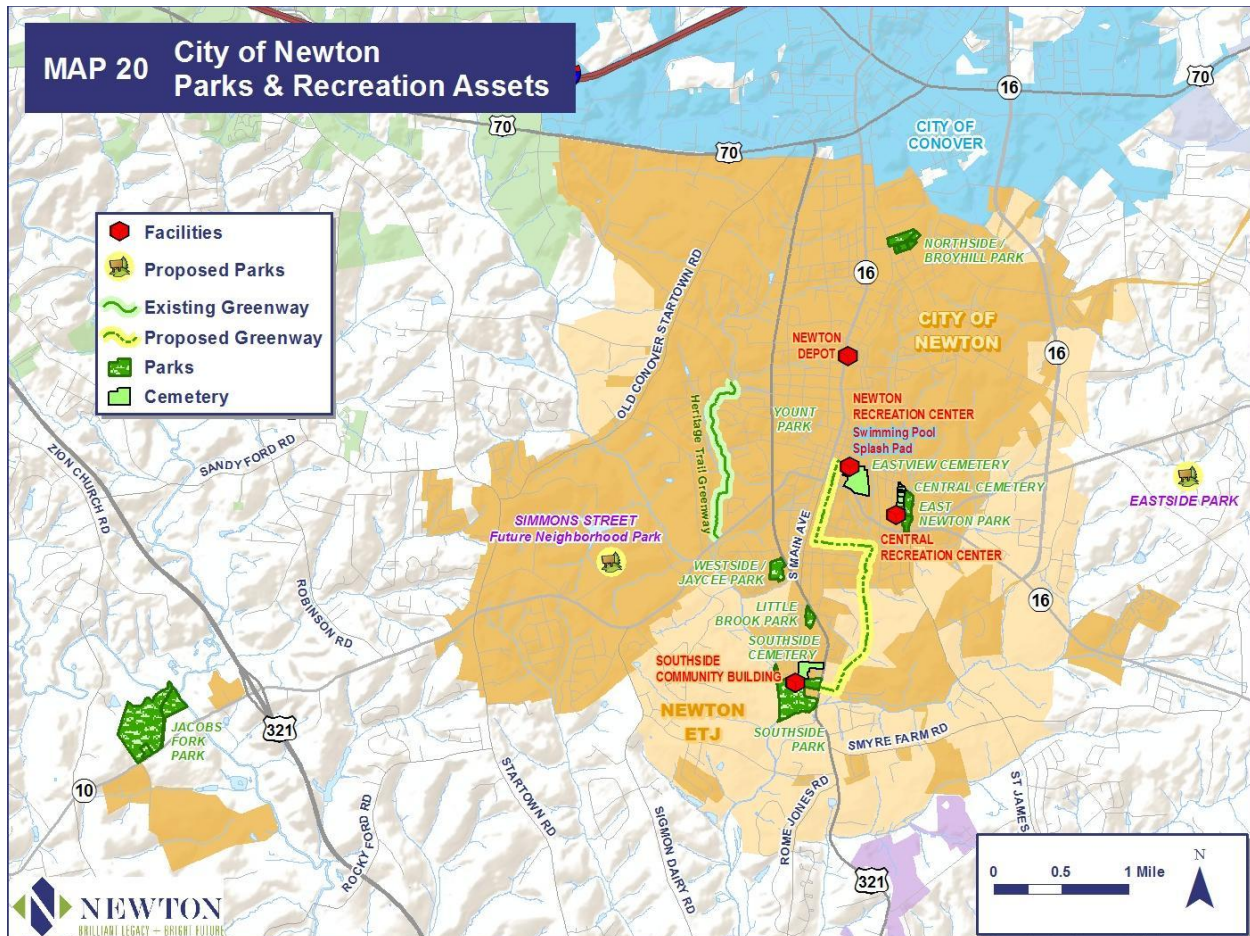 MAP 20
City of Newton
Parks & Recreation Assets
70
16
70
70
CITY OF
CONOVER
Facilities
Proposed Parks
Existing Greenway
Proposed Greenway
Parks
Cemetery
OLD CONOVER STARTOWN RD
NORTHSIDE /
BROYHILL PARK
16
CITY OF
NEWTON
NEWTON
DEPOT
16
NEWTON
RECREATION CENTER
Swimming Pool
Splash Pad
YOUNT
PARK
Heritage Trail Greenway
EASTVIEW CEMETERY
CENTRAL CEMETERY
EAST
NEWTON PARK
CENTRAL
RECREATION CENTER
EASTSIDE PARK
ZION CHURCH RD
SANDY FORD RD
SIMMONS STREET
Future Neighborhood Park
S MAIN AVE
WESTSIDE /
JAYCEE PARK
ROBINSON RD
16
LITTLE
BROOK PARK
SOUTHSIDE
CEMETERY
SOUTHSIDE
COMMUNITY BUILDING
NEWTON
ETJ
SOUTHSIDE
PARK
SMYRE FARM RD
JACOBS
FORK
PARK
321
10
STARTOWN RD
ROCKY FORD RD
SIGMON DAIRY RD
ROME JONES RD
ST JAMES
321
0 0.5 1 Mile
N
NEWTON
BRILLIANT LEGACY ~ BRIGHT FUTURE